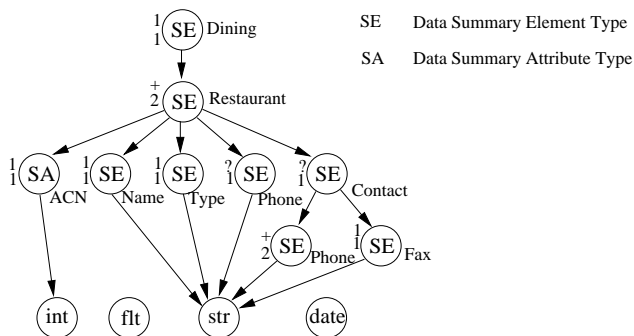 1
1
SE
Dining
SE Data Summary Element Type
SA Data Summary Attribute Type
+
2
SE
Restaurant
1
1
SA
ACN
1
1
SE
Name
1
1
SE
Type
?
1
SE
Phone
?
1
SE
Contact
+
2
SE
Phone
1
1
SE
Fax
int
flt
str
date